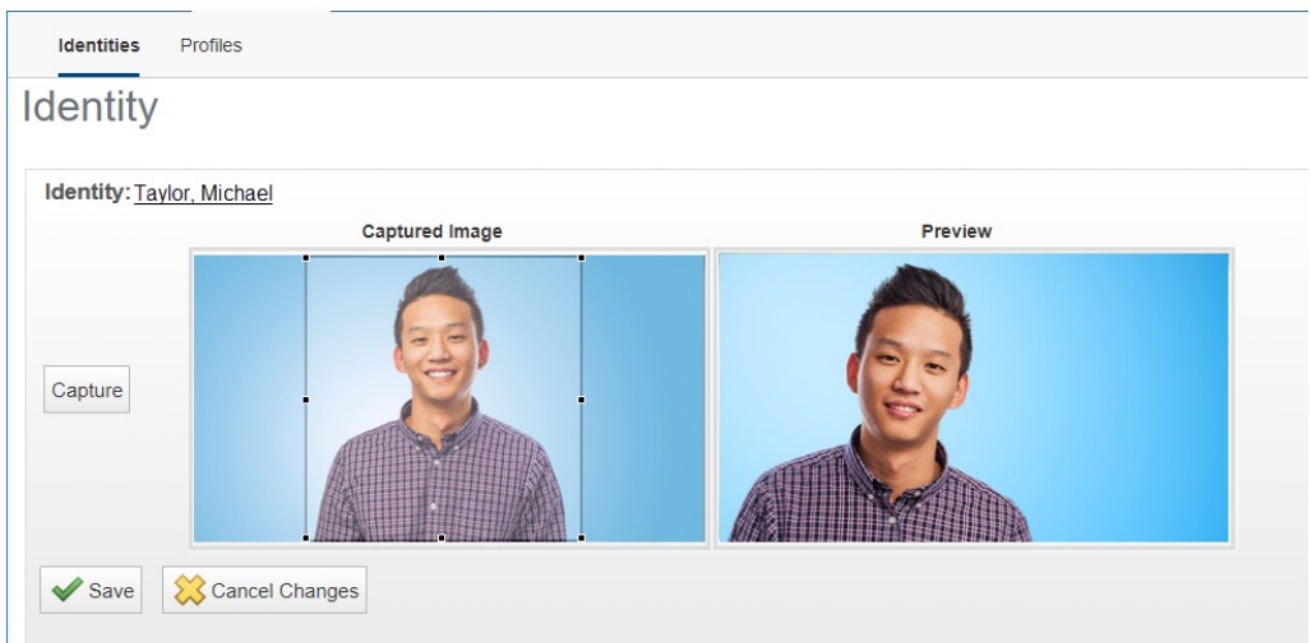 Identities Profiles
Identity
Identity: Taylor, Michael
Captured Image Preview
Capture
Save Cancel Changes